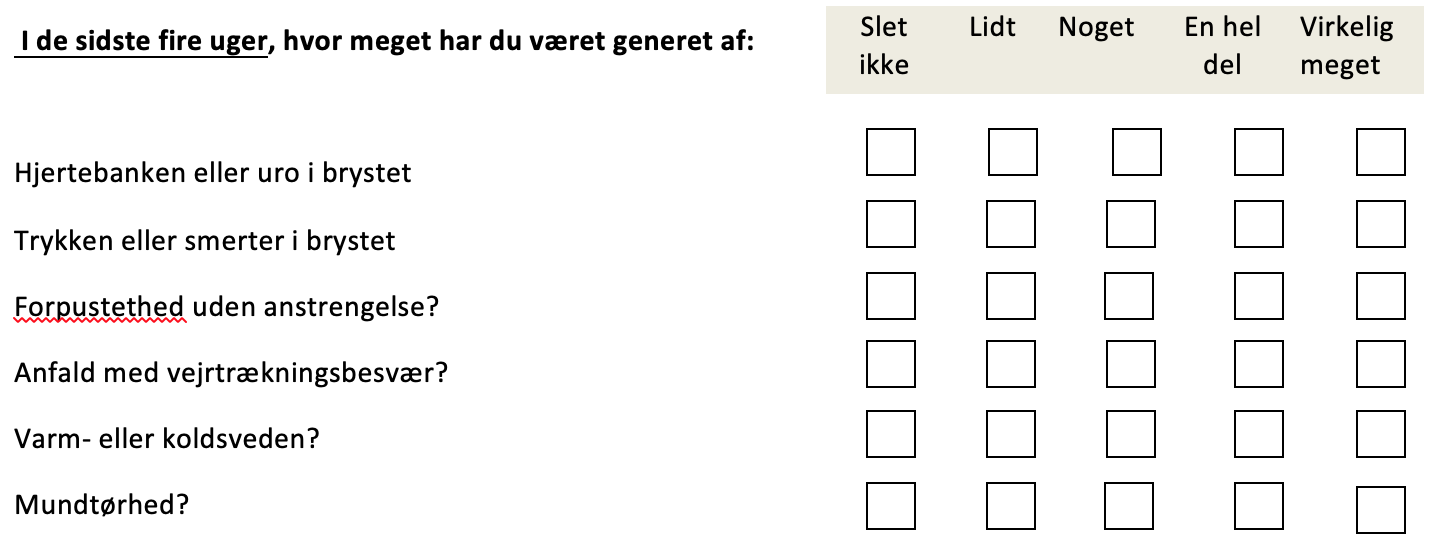 I de sidste fire uger, hvor meget har du været generet af:
Slet Lidt Noget En hel Virkelig
ikke del meget
Hjertebanken eller uro i brystet
Trykken eller smerter i brystet
Forpustethed uden anstrengelse?
Anfald med vejrtrækningsbesvær?
Varm- eller koldsveden?
Mundtørhed?